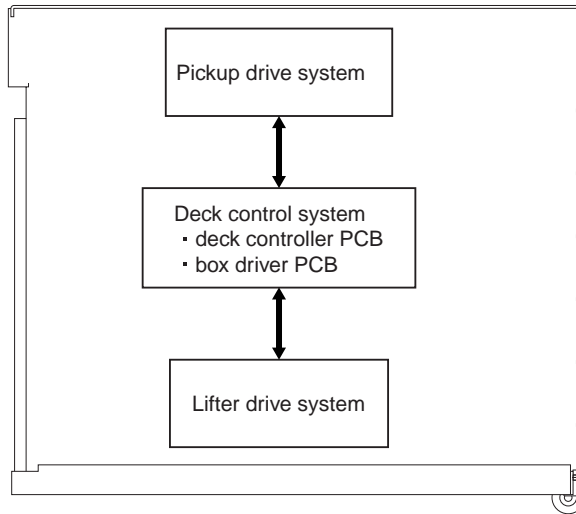 Pickup drive system
Deck control system
・deck controller PCB
・box driver PCB
Lifter drive system